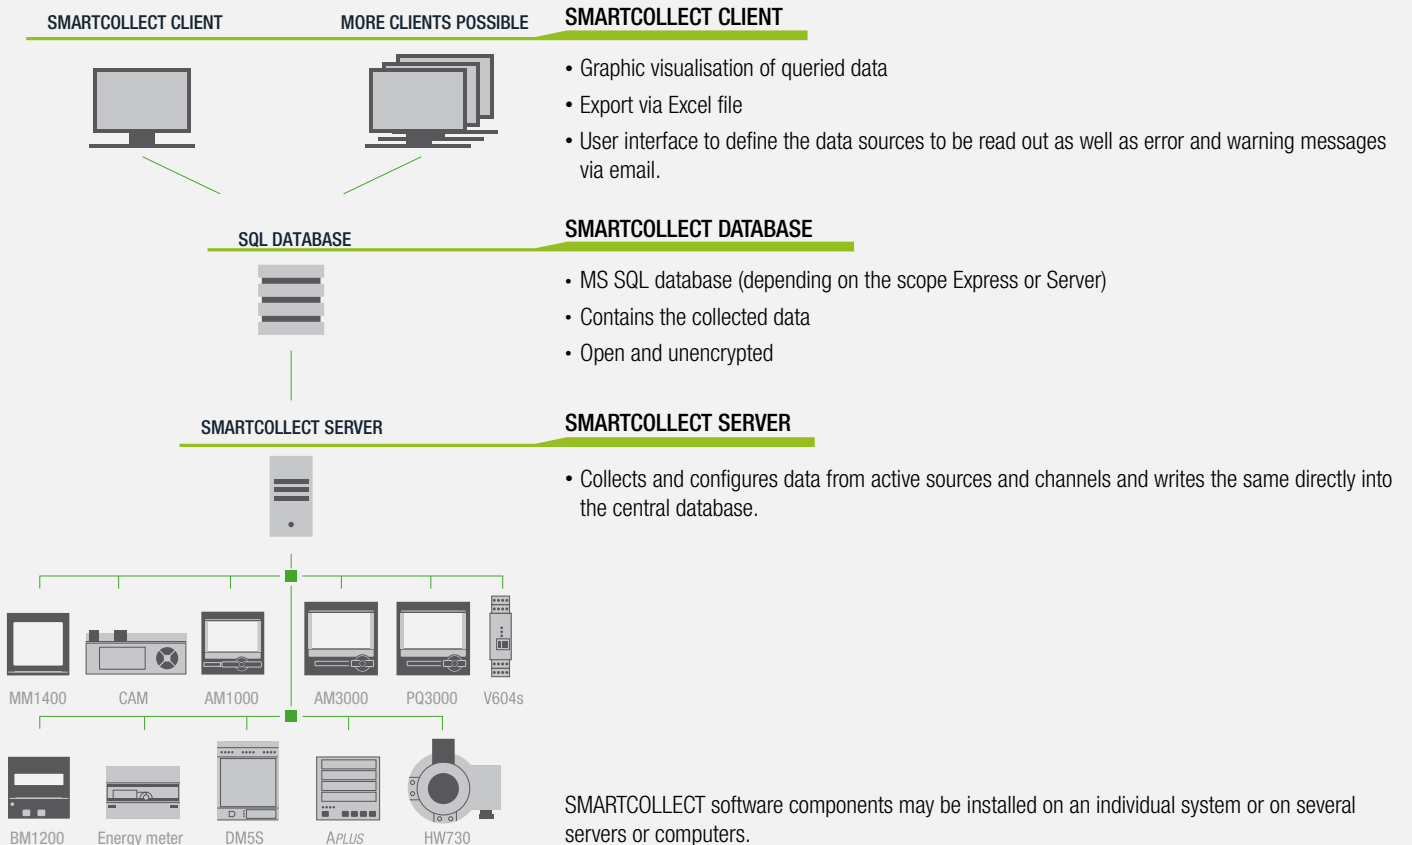 SMARTCOLLECT CLIENT
MORE CLIENTS POSSIBLE
SMARTCOLLECT CLIENT
• Graphic visualisation of queried data
• Export via Excel file
• User interface to define the data sources to be read out as well as error and warning messages
via email.
SQL DATABASE
SMARTCOLLECT DATABASE
• MS SQL database (depending on the scope Express or Server)
• Contains the collected data
• Open and unencrypted
SMARTCOLLECT SERVER
SMARTCOLLECT SERVER
• Collects and configures data from active sources and channels and writes the same directly into
the central database.
MM1400
CAM
AM1000
AM3000
PQ3000
V604s
BM1200
Energy meter
DM5S
APLUS
HW730
SMARTCOLLECT software components may be installed on an individual system or on several
servers or computers.